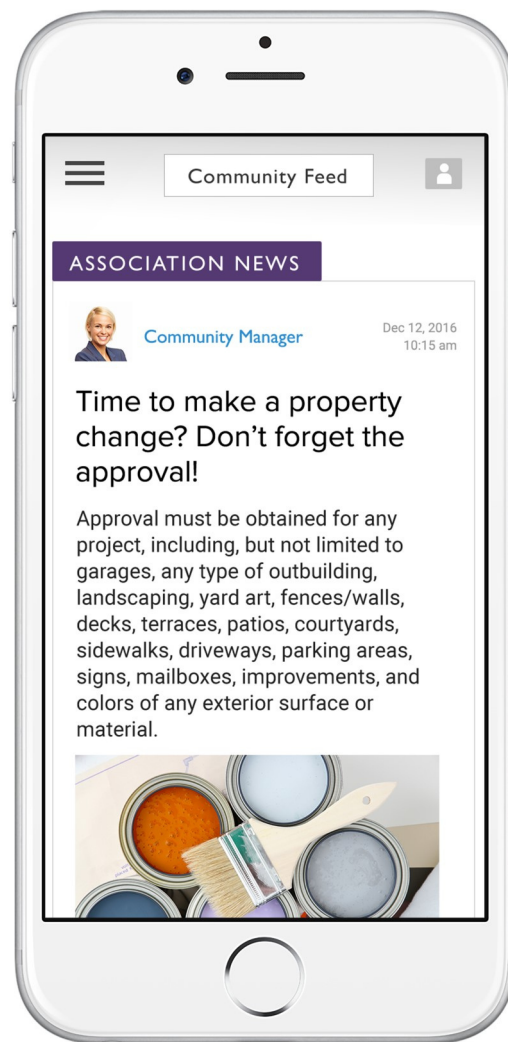 Community Feed
ASSOCIATION NEWS
Community Manager
Dec 12, 2016
10:15 am
Time to make a property
change? Don't forget the
approval!
Approval must be obtained for any
project, including, but not limited to
garages, any type of outbuilding,
landscaping, yard art, fences/walls,
decks, terraces, patios, courtyards,
sidewalks, driveways, parking areas,
signs, mailboxes, improvements, and
colors of any exterior surface or
material.